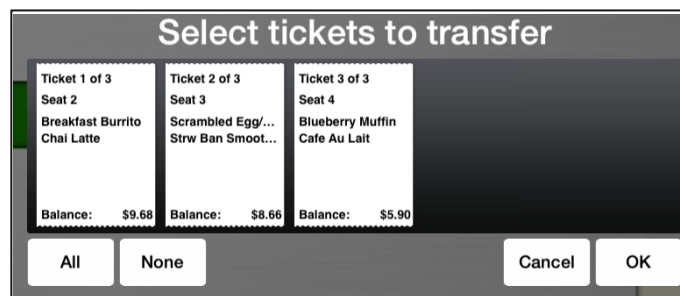 Select tickets to transfer
Ticket 1 of 3
Seat 2
Breakfast Burrito
Chai Latte
Balance: $9.68
Ticket 2 of 3
Seat 3
Scrambled Egg/...
Strw Ban Smoot...
Balance: $8.66
Ticket 3 of 3
Seat 4
Blueberry Muffin
Cafe Au Lait
Balance: $5.90
All
None
Cancel
OK